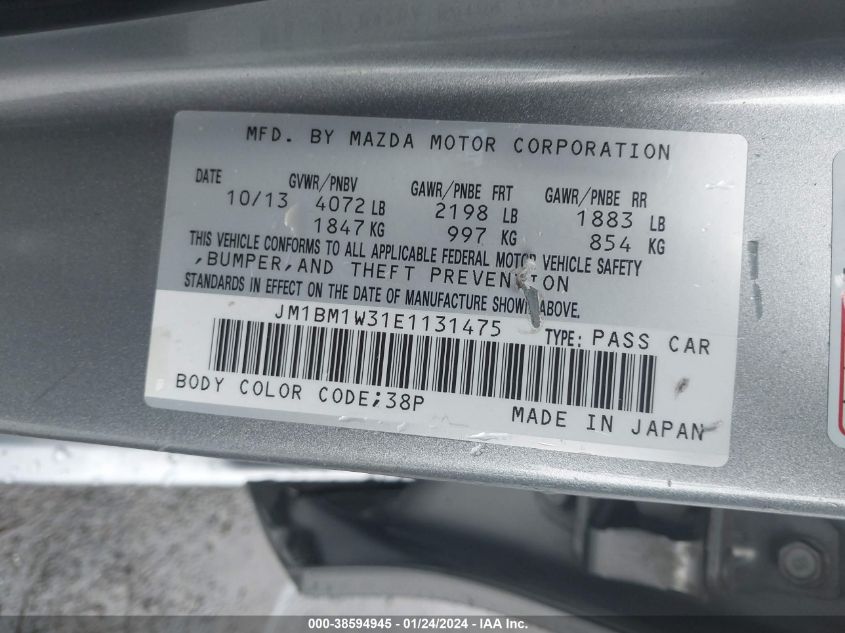 MFD. BY MAZDA MOTOR CORPORATION
DATE GVWR/PNBV GAWR/PNBE FRT GAWR/PNBE RR
10/13 4072 LB 2198 LB 1883 LB
1847 KG 997 KG 854 KG
THIS VEHICLE CONFORMS TO ALL APPLICABLE FEDERAL MOTOR VEHICLE SAFETY
,BUMPER,AND THEFT PREVENTION
STANDARDS IN EFFECT ON THE DATE OF MANUFACTURE SHOWN ABOVE.
JM1BM1W31E1131475 TYPE: PASS CAR
BODY COLOR CODE;38P MADE IN JAPAN
000-38594945 - 01/24/2024 - IAA Inc.